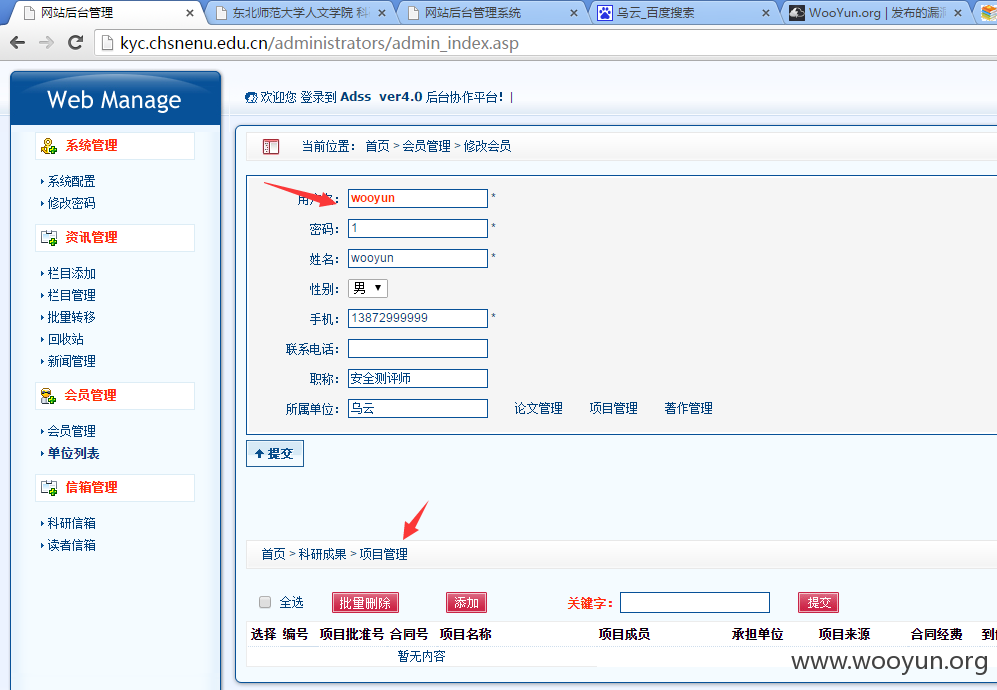 网站后台管理
东北师范大学人文学院 科
网站后台管理系统
乌云_百度搜索
WooYun.org | 发布的漏
kyc.chsnenu.edu.cn/administrators/admin_index.asp
Web Manage
系统管理
系统配置
修改密码
资讯管理
栏目添加
栏目管理
批量转移
回收站
新闻管理
会员管理
会员管理
单位列表
信箱管理
科研信箱
读者信箱
欢迎您 登录到 Adss ver4.0 后台协作平台! |
当前位置: 首页 > 会员管理 > 修改会员
用户名: wooyun *
密码: 1 *
姓名: wooyun *
性别: 男 ▼
手机: 13872999999 *
联系电话:
职称: 安全测评师
所属单位: 乌云 论文管理 项目管理 著作管理
提交
首页 > 科研成果 > 项目管理
全选 批量删除 添加 关键字: 提交
选择 编号 项目批准号 合同号 项目名称 项目成员 承担单位 项目来源 合同经费 到
暂无内容
www.wooyun.org